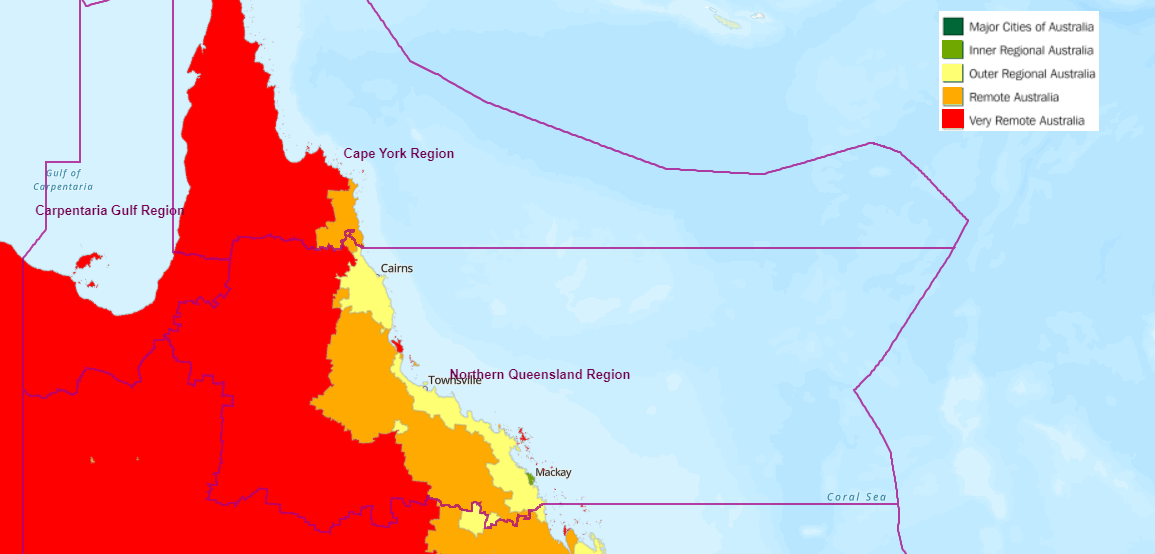 Major Cities of Australia
Inner Regional Australia
Outer Regional Australia
Remote Australia
Very Remote Australia
Cape York Region
Gulf of
Carpentaria
Carpentaria Gulf Region
Cairns
Northern Queensland Region
Townsville
Mackay
Coral Sea